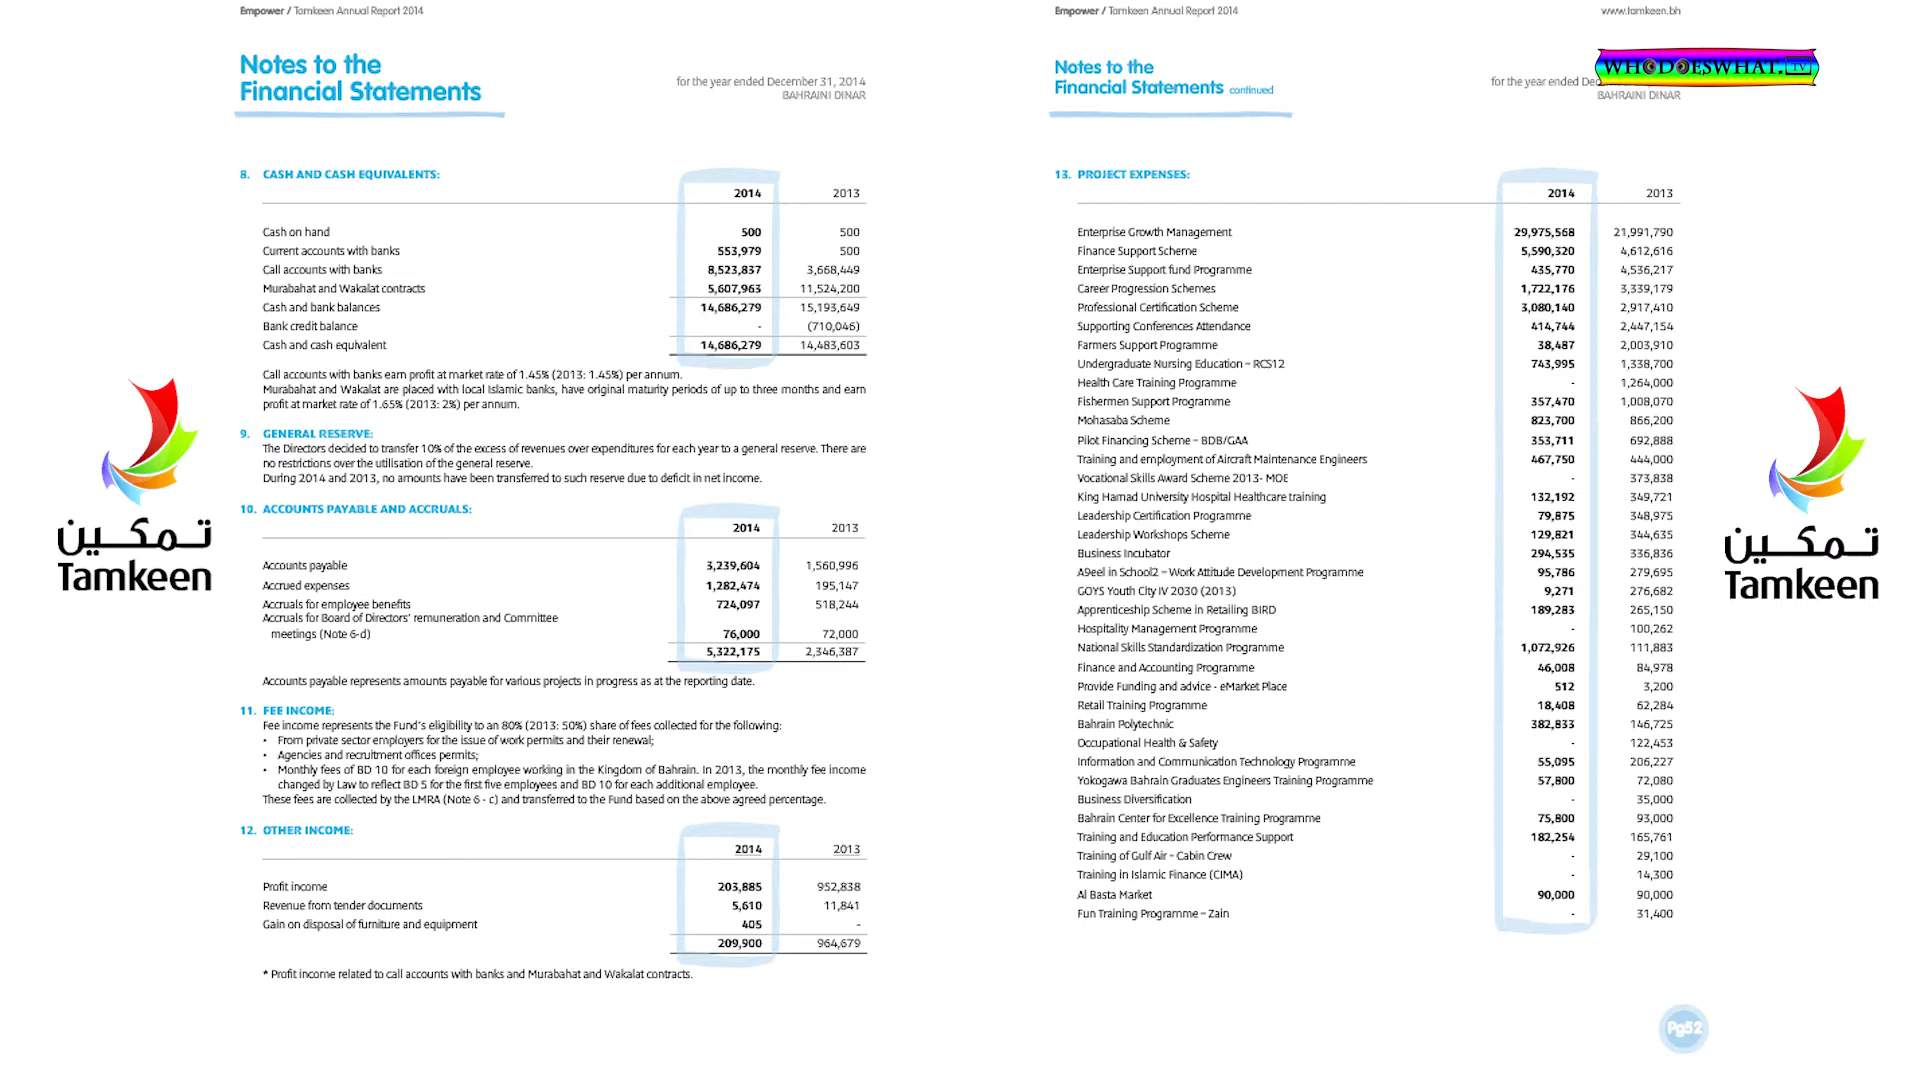 Empower / Tamkeen Annual Report 2014
Notes to the
Financial Statements
for the year ended December 31, 2014
BAHRAINI DINAR
8. CASH AND CASH EQUIVALENTS:
2014 2013
Cash on hand 500 500
Current accounts with banks 553,979 500
Call accounts with banks 8,523,837 3,668,449
Murabahat and Wakalat contracts 5,607,963 11,524,200
Cash and bank balances 14,686,279 15,193,649
Bank credit balance - (710,046)
Cash and cash equivalent 14,686,279 14,483,603
Call accounts with banks earn profit at market rate of 1.45% (2013: 1.45%) per annum.
Murabahat and Wakalat are placed with local Islamic banks, have original maturity periods of up to three months and earn
profit at market rate of 1.65% (2013: 2%) per annum.
9. GENERAL RESERVE:
The Directors decided to transfer 10% of the excess of revenues over expenditures for each year to a general reserve. There are
no restrictions over the utilisation of the general reserve.
During 2014 and 2013, no amounts have been transferred to such reserve due to deficit in net income.
10. ACCOUNTS PAYABLE AND ACCRUALS:
2014 2013
Accounts payable 3,239,604 1,560,996
Accrued expenses 1,282,474 195,147
Accruals for employee benefits 724,097 518,244
Accruals for Board of Directors' remuneration and Committee
meetings (Note 6-d) 76,000 72,000
5,322,175 2,346,387
Accounts payable represents amounts payable for various projects in progress as at the reporting date.
11. FEE INCOME:
Fee income represents the Fund's eligibility to an 80% (2013: 50%) share of fees collected for the following:
• From private sector employers for the issue of work permits and their renewal;
• Agencies and recruitment offices permits;
• Monthly fees of BD 10 for each foreign employee working in the Kingdom of Bahrain. In 2013, the monthly fee income
changed by Law to reflect BD 5 for the first five employees and BD 10 for each additional employee.
These fees are collected by the LMRA (Note 6 - c) and transferred to the Fund based on the above agreed percentage.
12. OTHER INCOME:
2014 2013
Profit income 203,885 952,838
Revenue from tender documents 5,610 11,841
Gain on disposal of furniture and equipment 405 -
209,900 964,679
* Profit income related to call accounts with banks and Murabahat and Wakalat contracts.
تمكين
Tamkeen
Empower / Tamkeen Annual Report 2014
www.tamkeen.bh
WHODOESWHAT.TV
Notes to the
Financial Statements continued
for the year ended De
BAHRAINI DINAR
13. PROJECT EXPENSES:
2014 2013
Enterprise Growth Management 29,975,568 21,991,790
Finance Support Scheme 5,590,320 4,612,616
Enterprise Support fund Programme 435,770 4,536,217
Career Progression Schemes 1,722,176 3,339,179
Professional Certification Scheme 3,080,140 2,917,410
Supporting Conferences Attendance 414,744 2,447,154
Farmers Support Programme 38,487 2,003,910
Undergraduate Nursing Education – RCS12 743,995 1,338,700
Health Care Training Programme - 1,264,000
Fishermen Support Programme 357,470 1,008,070
Mohasaba Scheme 823,700 866,200
Pilot Financing Scheme – BDB/GAA 353,711 692,888
Training and employment of Aircraft Maintenance Engineers 467,750 444,000
Vocational Skills Award Scheme 2013- MOE - 373,838
King Hamad University Hospital Healthcare training 132,192 349,721
Leadership Certification Programme 79,875 348,975
Leadership Workshops Scheme 129,821 344,635
Business Incubator 294,535 336,836
A9eel in School2 – Work Attitude Development Programme 95,786 279,695
GOYS Youth City IV 2030 (2013) 9,271 276,682
Apprenticeship Scheme in Retailing BIRD 189,283 265,150
Hospitality Management Programme - 100,262
National Skills Standardization Programme 1,072,926 111,883
Finance and Accounting Programme 46,008 84,978
Provide Funding and advice - eMarket Place 512 3,200
Retail Training Programme 18,408 62,284
Bahrain Polytechnic 382,833 146,725
Occupational Health & Safety - 122,453
Information and Communication Technology Programme 55,095 206,227
Yokogawa Bahrain Graduates Engineers Training Programme 57,800 72,080
Business Diversification - 35,000
Bahrain Center for Excellence Training Programme 75,800 93,000
Training and Education Performance Support 182,254 165,761
Training of Gulf Air – Cabin Crew - 29,100
Training in Islamic Finance (CIMA) - 14,300
Al Basta Market 90,000 90,000
Fun Training Programme – Zain - 31,400
تمكين
Tamkeen
Pg52